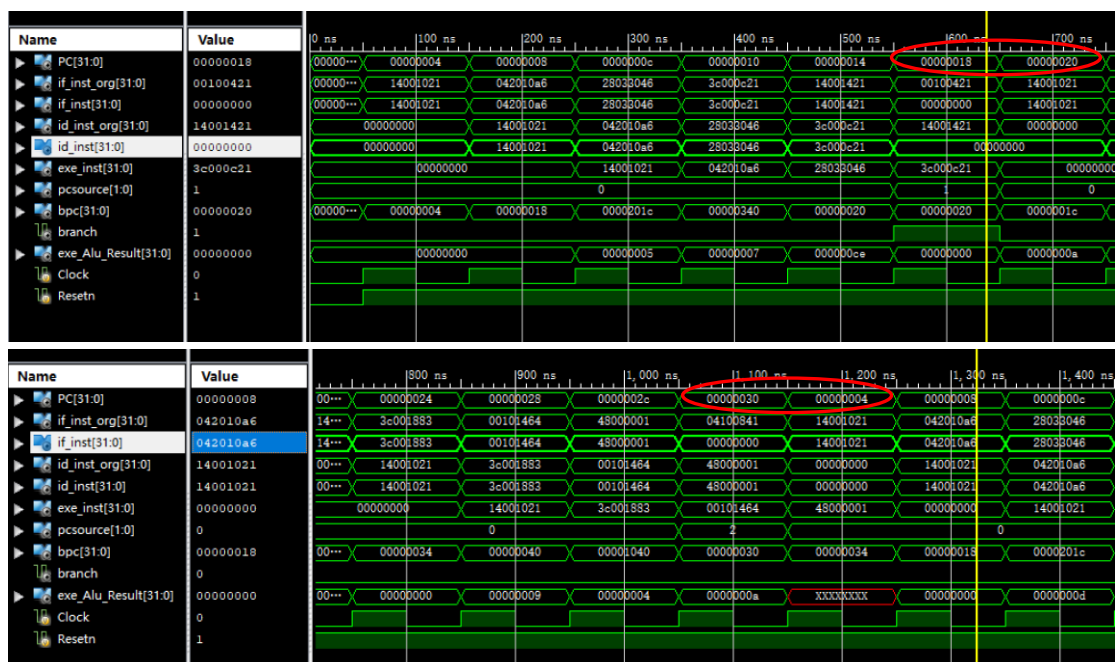 Name Value 0 ns 100 ns 200 ns 300 ns 400 ns 500 ns 600 ns 700 ns
PC[31:0] 00000018 00000··· 00000004 00000008 0000000c 00000010 00000014 00000018 00000020
if_inst_org[31:0] 00100421 00000··· 14001021 042010a6 28033046 3c000c21 14001421 00100421 14001021
if_inst[31:0] 00000000 00000··· 14001021 042010a6 28033046 3c000c21 14001421 00000000 14001021
id_inst_org[31:0] 14001421 00000000 14001021 042010a6 28033046 3c000c21 14001421 00000000
id_inst[31:0] 00000000 00000000 14001021 042010a6 28033046 3c000c21 00000000
exe_inst[31:0] 3c000c21 00000000 14001021 042010a6 28033046 3c000c21 00000000
pcsource[1:0] 1 0 1 0
bpc[31:0] 00000020 00000··· 00000004 00000018 0000201c 00000340 00000020 00000020 0000001c
branch 1
exe_Alu_Result[31:0] 00000000 00000000 00000005 00000007 000000ce 00000000 0000000a
Clock 0
Resetn 1
Name Value 800 ns 900 ns 1,000 ns 1,100 ns 1,200 ns 1,300 ns 1,400 ns
PC[31:0] 00000008 00··· 00000024 00000028 0000002c 00000030 00000004 00000008 0000000c
if_inst_org[31:0] 042010a6 14··· 3c001883 00101464 48000001 04100841 14001021 042010a6 28033046
if_inst[31:0] 042010a6 14··· 3c001883 00101464 48000001 00000000 14001021 042010a6 28033046
id_inst_org[31:0] 14001021 00··· 14001021 3c001883 00101464 48000001 00000000 14001021 042010a6
id_inst[31:0] 14001021 00··· 14001021 3c001883 00101464 48000001 00000000 14001021 042010a6
exe_inst[31:0] 00000000 00000000 14001021 3c001883 00101464 48000001 00000000 14001021
pcsource[1:0] 0 0 2 0
bpc[31:0] 00000018 00··· 00000034 00000040 00001040 00000030 00000034 00000018 0000201c
branch 0
exe_Alu_Result[31:0] 00000000 00··· 00000000 00000009 00000004 0000000a XXXXXXXX 00000000 0000000d
Clock 0
Resetn 1